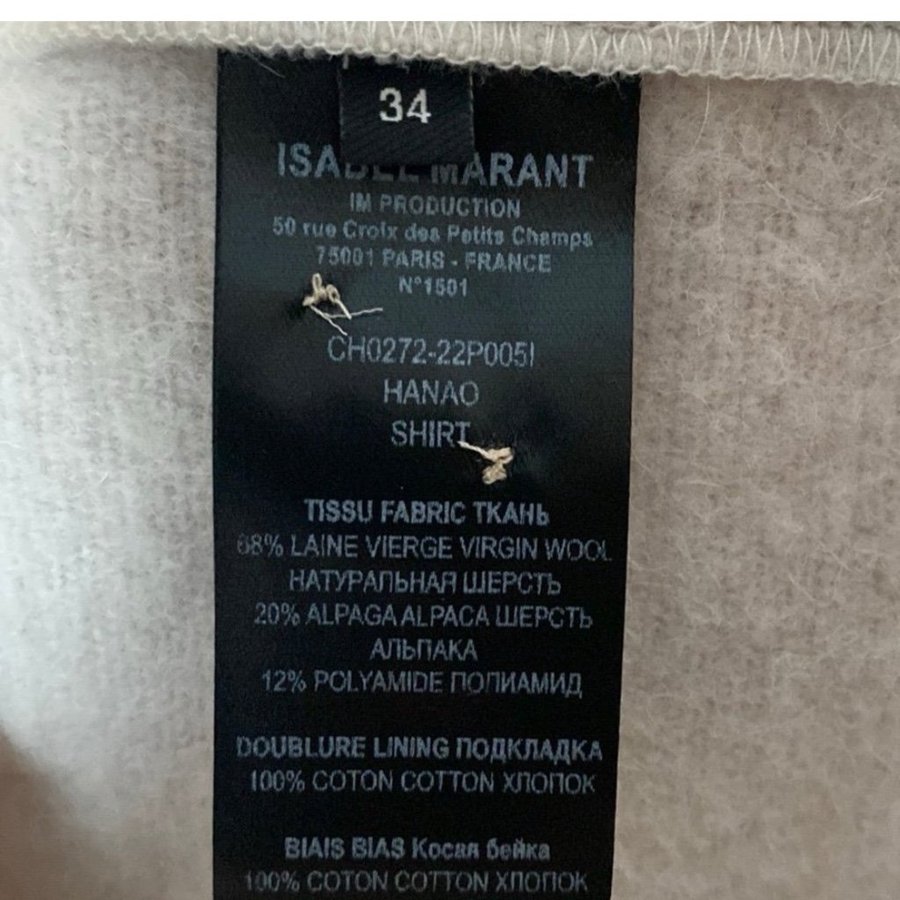 34
ISABEL MARANT
IM PRODUCTION
50 rue Croix des Petits Champs
75001 PARIS - FRANCE
N°1501
CH0272-22P005I
HANAO
SHIRT
TISSU FABRIC ТКАНЬ
68% LAINE VIERGE VIRGIN WOOL
НАТУРАЛЬНАЯ ШЕРСТЬ
20% ALPAGA ALPACA ШЕРСТЬ
АЛЬПАКА
12% POLYAMIDE ПОЛИАМИД
DOUBLURE LINING ПОДКЛАДКА
100% COTON COTTON ХЛОПОК
BIAIS BIAS Косая бейка
100% COTON COTTON ХЛОПОК